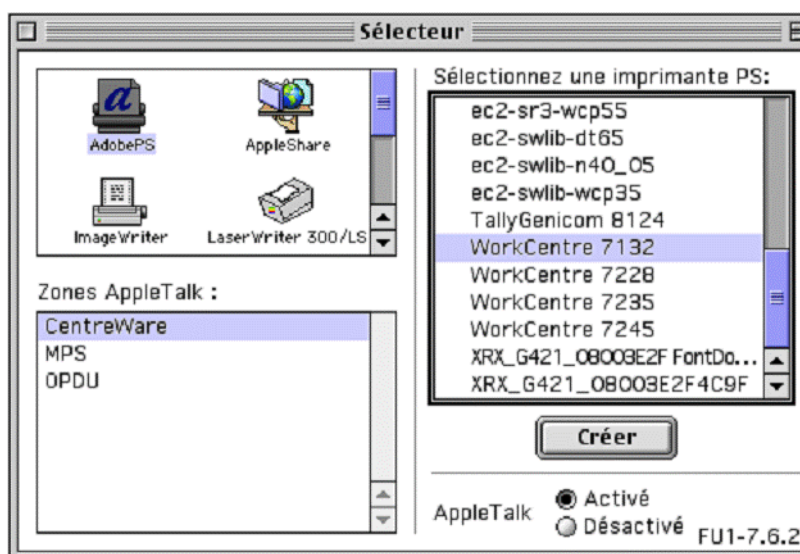 Sélecteur
AdobePS
AppleShare
ImageWriter
LaserWriter 300/LS
Zones AppleTalk :
CentreWare
MPS
OPDU
Sélectionnez une imprimante PS:
ec2-sr3-wcp55
ec2-swlib-dt65
ec2-swlib-n40_05
ec2-swlib-wcp35
TallyGenicom 8124
WorkCentre 7132
WorkCentre 7228
WorkCentre 7235
WorkCentre 7245
XRX_G421_08003E2F FontDo...
XRX_G421_08003E2F4C9F
Créer
AppleTalk
Activé
Désactivé
FU1-7.6.2